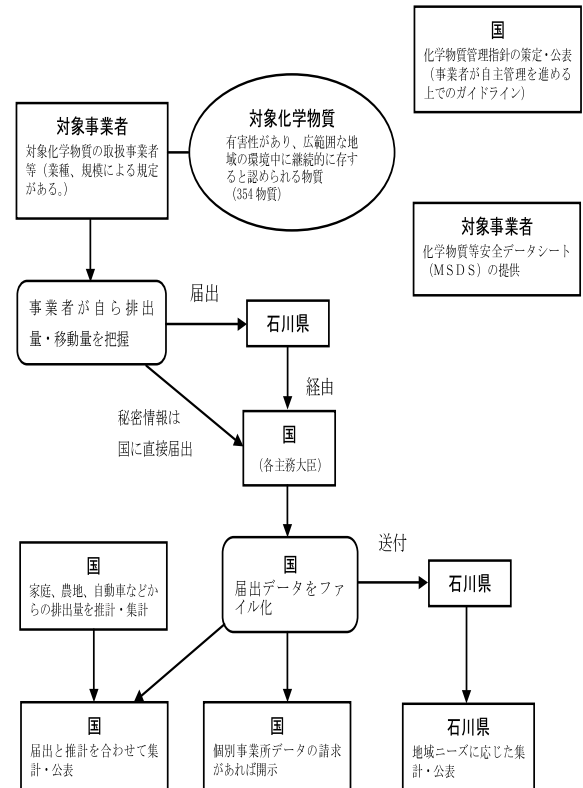 国
化学物質管理指針の策定・公表
（事業者が自主管理を進める
上でのガイドライン）
対象事業者
対象化学物質の取扱事業者
等（業種、規模による規定
がある。）
対象化学物質
有害性があり、広範囲な地
域の環境中に継続的に存す
ると認められる物質
（354 物質）
対象事業者
化学物質等安全データシート
（ＭＳＤＳ）の提供
事業者が自ら排出
量・移動量を把握
届出
石川県
経由
秘密情報は
国に直接届出
国
（各主務大臣）
国
家庭、農地、自動車などか
らの排出量を推計・集計
国
届出データをファ
イル化
送付
石川県
国
届出と推計を合わせて集
計・公表
国
個別事業所データの請求
があれば開示
石川県
地域ニーズに応じた集
計・公表